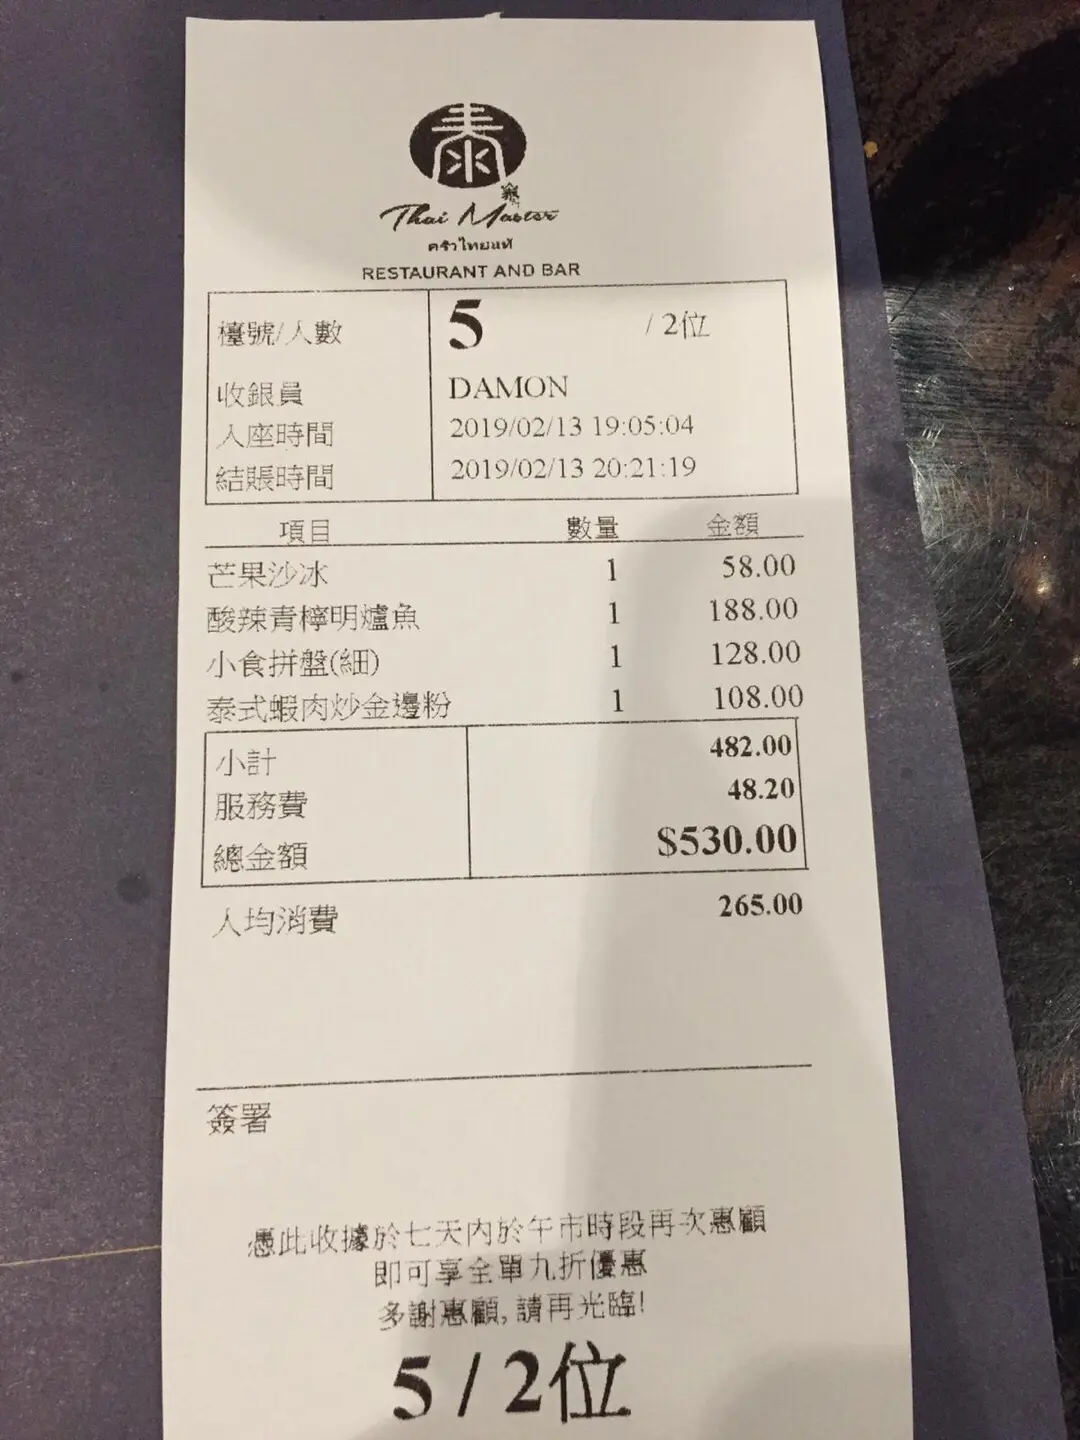 泰
Thai Master
ครัวไทยแท้
RESTAURANT AND BAR
檯號/人數 5 / 2位
收銀員 DAMON
入座時間 2019/02/13 19:05:04
結賬時間 2019/02/13 20:21:19
項目 數量 金額
芒果沙冰 1 58.00
酸辣青檸明爐魚 1 188.00
小食拼盤(細) 1 128.00
泰式蝦肉炒金邊粉 1 108.00
小計 482.00
服務費 48.20
總金額 $530.00
人均消費 265.00
簽署
憑此收據於七天內於午市時段再次惠顧
即可享全單九折優惠
多謝惠顧, 請再光臨!
5 / 2位